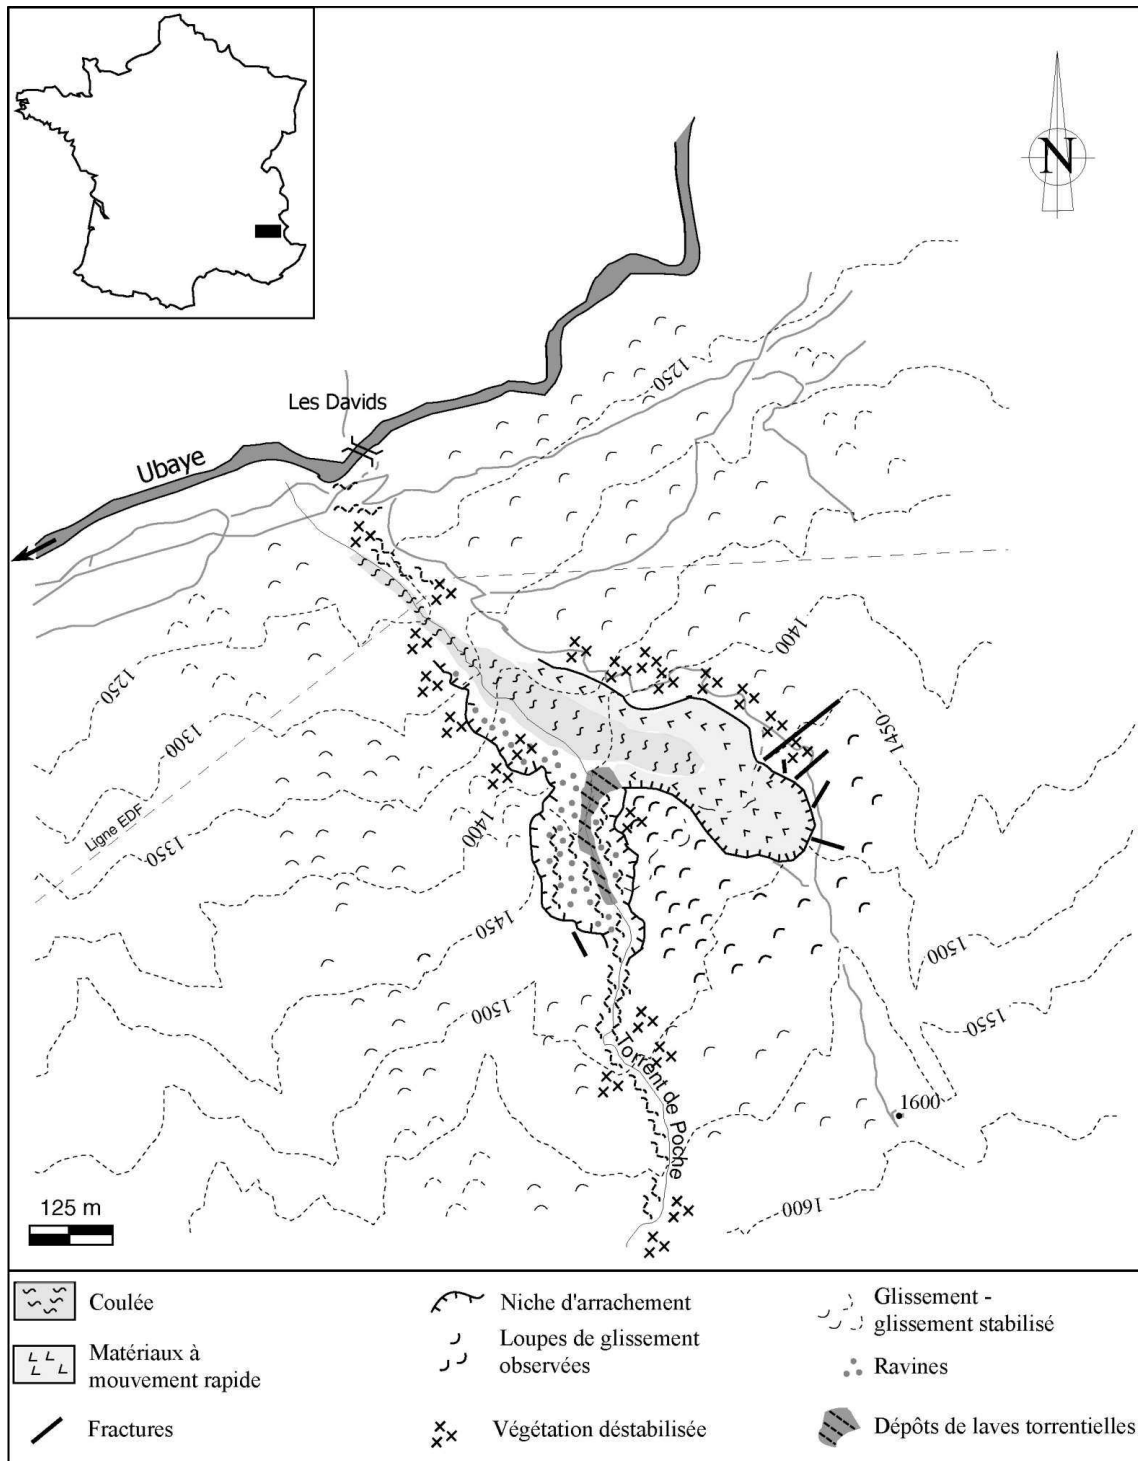 N
Les Davids
Ubaye
1250
1400
1450
1250
1300
Ligne EDF
1350
1400
1450
1500
1500
1550
Torrent de Poche
1600
1600
125 m
Coulée
Matériaux à
mouvement rapide
Fractures
Niche d'arrachement
Loupes de glissement
observées
Végétation déstabilisée
Glissement -
glissement stabilisé
Ravines
Dépôts de laves torrentielles